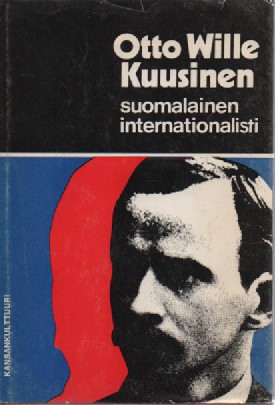 Otto Wille
Kuusinen
suomalainen
internationalisti
KANSANKULTTUURI